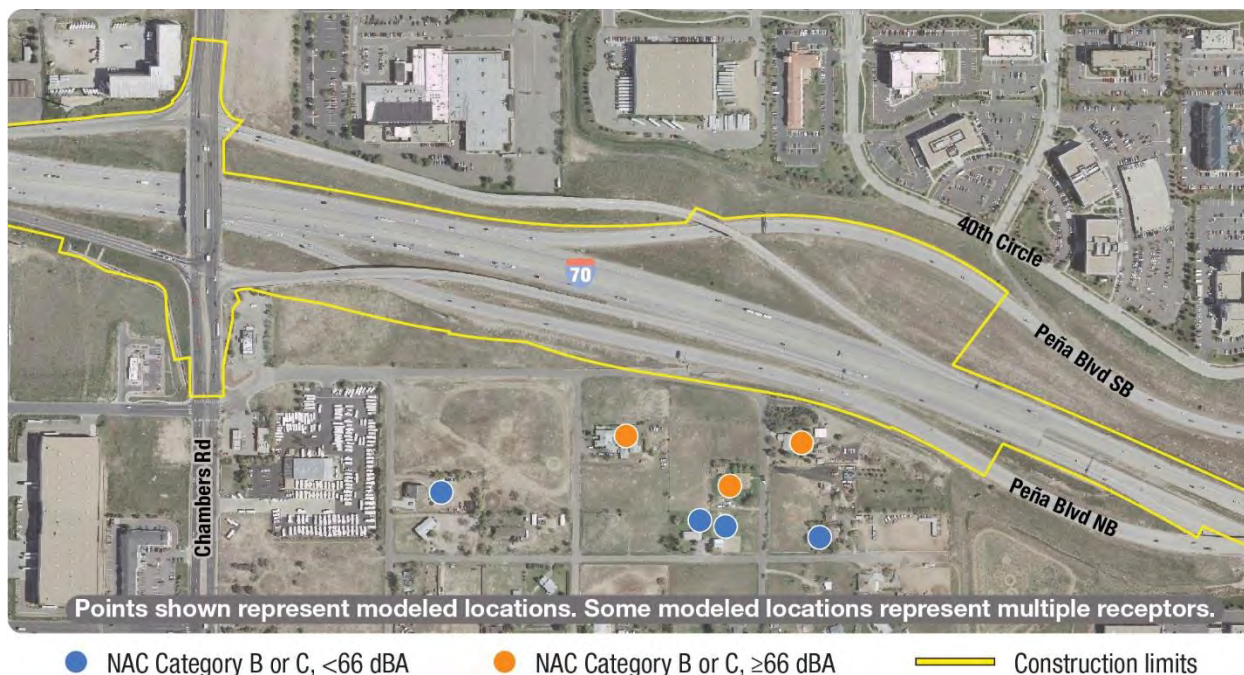 70
40th Circle
Peña Blvd SB
Peña Blvd NB
Chambers Rd
Points shown represent modeled locations. Some modeled locations represent multiple receptors.
NAC Category B or C, <66 dBA
NAC Category B or C, ≥66 dBA
Construction limits